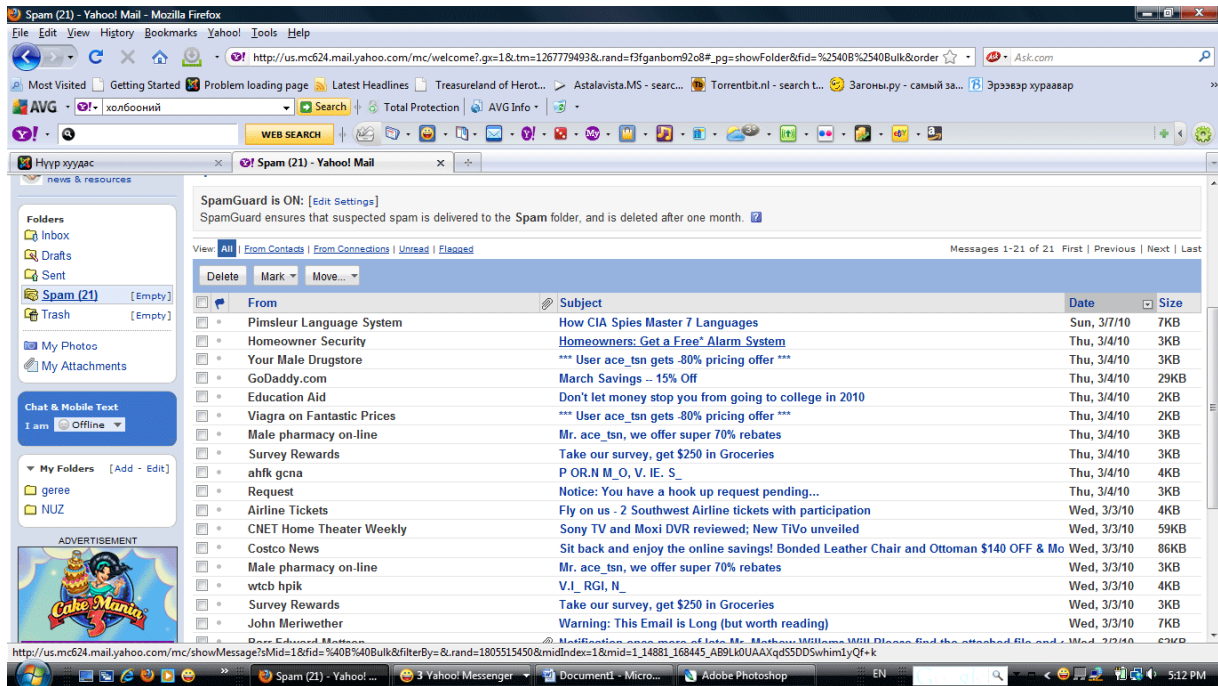 Spam (21) - Yahoo! Mail - Mozilla Firefox
File Edit View History Bookmarks Yahoo! Tools Help
http://us.mc624.mail.yahoo.com/mc/welcome?.gx=1&.tm=1267779493&.rand=f3fganbom92o8#_pg=showFolder&fid=%2540B%2540Bulk&order
Ask.com
Most Visited Getting Started Problem loading page Latest Headlines Treasureland of Herot... Astalavista.MS - searc... Torrentbit.nl - search t... Загоны.ру - самый за... Эрээвэр хураавар
AVG холбооний Search Total Protection AVG Info
WEB SEARCH
Нүүр хуудас Spam (21) - Yahoo! Mail
news & resources
SpamGuard is ON: [Edit Settings]
SpamGuard ensures that suspected spam is delivered to the Spam folder, and is deleted after one month. ?
Folders
Inbox
Drafts
Sent
Spam (21) [Empty]
Trash [Empty]
My Photos
My Attachments
Chat & Mobile Text
I am Offline
My Folders [Add - Edit]
geree
NUZ
ADVERTISEMENT
Cake Mania 3
View: All | From Contacts | From Connections | Unread | Flagged
Messages 1-21 of 21 First | Previous | Next | Last
Delete Mark Move...
From Subject Date Size
Pimsleur Language System How CIA Spies Master 7 Languages Sun, 3/7/10 7KB
Homeowner Security Homeowners: Get a Free* Alarm System Thu, 3/4/10 3KB
Your Male Drugstore *** User ace_tsn gets -80% pricing offer *** Thu, 3/4/10 3KB
GoDaddy.com March Savings -- 15% Off Thu, 3/4/10 29KB
Education Aid Don't let money stop you from going to college in 2010 Thu, 3/4/10 2KB
Viagra on Fantastic Prices *** User ace_tsn gets -80% pricing offer *** Thu, 3/4/10 2KB
Male pharmacy on-line Mr. ace_tsn, we offer super 70% rebates Thu, 3/4/10 3KB
Survey Rewards Take our survey, get $250 in Groceries Thu, 3/4/10 3KB
ahfk gcna P OR.N M_O, V. IE. S_ Thu, 3/4/10 4KB
Request Notice: You have a hook up request pending... Thu, 3/4/10 3KB
Airline Tickets Fly on us - 2 Southwest Airline tickets with participation Wed, 3/3/10 4KB
CNET Home Theater Weekly Sony TV and Moxi DVR reviewed; New TiVo unveiled Wed, 3/3/10 59KB
Costco News Sit back and enjoy the online savings! Bonded Leather Chair and Ottoman $140 OFF & Mo Wed, 3/3/10 86KB
Male pharmacy on-line Mr. ace_tsn, we offer super 70% rebates Wed, 3/3/10 3KB
wtcb hpik V.I_ RGI, N_ Wed, 3/3/10 4KB
Survey Rewards Take our survey, get $250 in Groceries Wed, 3/3/10 3KB
John Meriwether Warning: This Email is Long (but worth reading) Wed, 3/3/10 7KB
Edward Notification once more of late Mr. Will Please find the attached file and Wed,
http://us.mc624.mail.yahoo.com/mc/showMessage?sMid=1&fid=%40B%40Bulk&filterBy=&.rand=1805515450&midIndex=1&mid=1_14881_168445_AB9Lk0UAAXqdS5DDSwhim1yQf+k
Spam (21) - Yahoo! ... 3 Yahoo! Messenger Document1 - Micro... Adobe Photoshop EN 5:12 PM